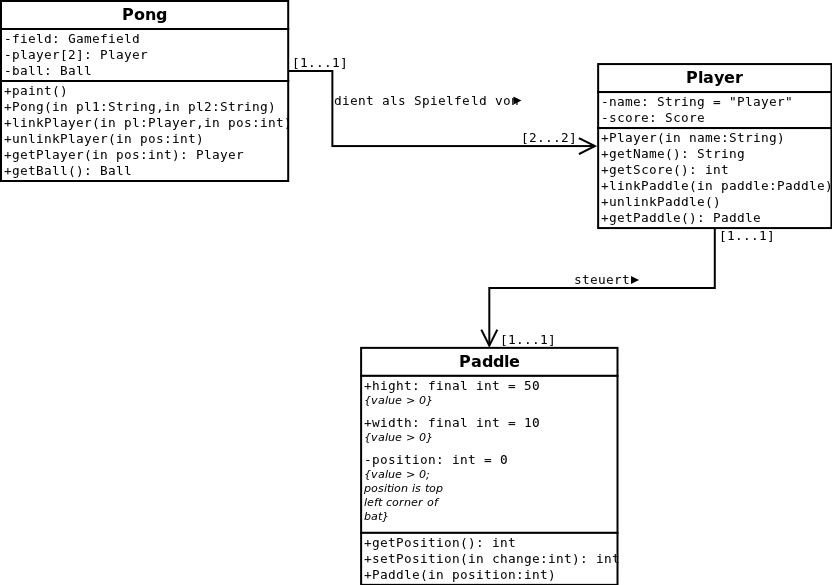 Pong
-field: Gamefield
-player[2]: Player
-ball: Ball
+paint()
+Pong(in pl1:String,in pl2:String)
+linkPlayer(in pl:Player,in pos:int)
+unlinkPlayer(in pos:int)
+getPlayer(in pos:int): Player
+getBall(): Ball
[1...1]
dient als Spielfeld von
[2...2]
Player
-name: String = "Player"
-score: Score
+Player(in name:String)
+getName(): String
+getScore(): int
+linkPaddle(in paddle:Paddle)
+unlinkPaddle()
+getPaddle(): Paddle
[1...1]
steuert
[1...1]
Paddle
+hight: final int = 50
{value > 0}
+width: final int = 10
{value > 0}
-position: int = 0
{value > 0;
position is top
left corner of
bat}
+getPosition(): int
+setPosition(in change:int): int
+Paddle(in position:int)